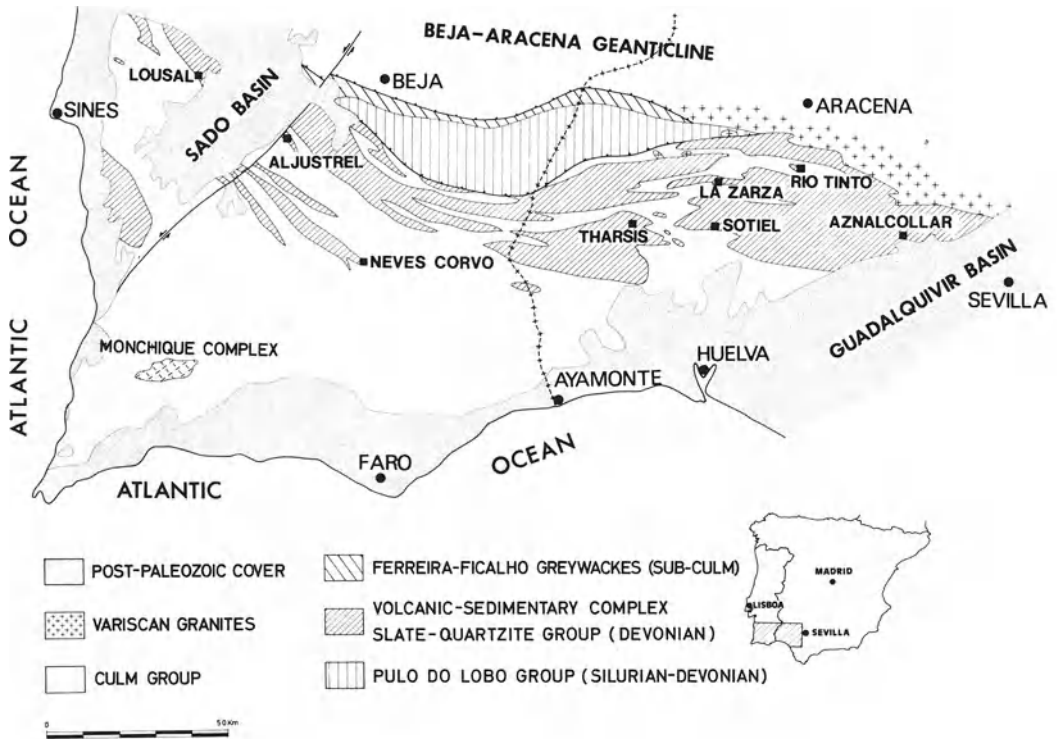 BEJA-ARACENA GEANTICLINE
LOUSAL
BEJA
SINES
ARACENA
SADO BASIN
ALJUSTREL
OCEAN
RIO TINTO
LA ZARZA
THARSIS
SOTIEL
AZNALCOLLAR
NEVES CORVO
GUADALQUIVIR BASIN
SEVILLA
ATLANTIC
MONCHIQUE COMPLEX
HUELVA
AYAMONTE
FARO
OCEAN
ATLANTIC
POST-PALEOZOIC COVER
VARISCAN GRANITES
CULM GROUP
FERREIRA-FICALHO GREYWACKES (SUB-CULM)
VOLCANIC-SEDIMENTARY COMPLEX
SLATE-QUARTZITE GROUP (DEVONIAN)
PULO DO LOBO GROUP (SILURIAN-DEVONIAN)
MADRID
LISBOA
SEVILLA
0 50Km